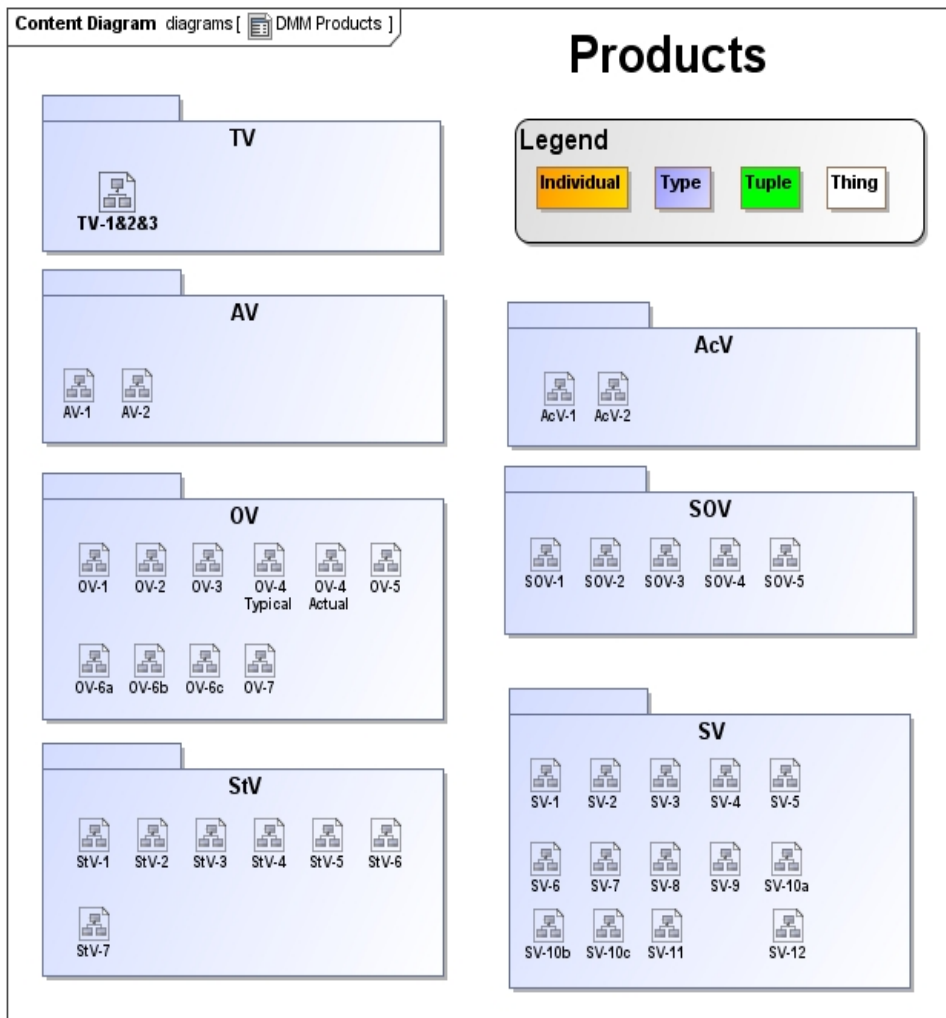 Content Diagram diagrams [ DMM Products ]
Products
TV
TV-1&2&3
Legend
Individual Type Tuple Thing
AV
AV-1 AV-2
AcV
AcV-1 AcV-2
OV
OV-1 OV-2 OV-3 OV-4 Typical OV-4 Actual OV-5
OV-6a OV-6b OV-6c OV-7
SOV
SOV-1 SOV-2 SOV-3 SOV-4 SOV-5
StV
StV-1 StV-2 StV-3 StV-4 StV-5 StV-6
StV-7
SV
SV-1 SV-2 SV-3 SV-4 SV-5
SV-6 SV-7 SV-8 SV-9 SV-10a
SV-10b SV-10c SV-11 SV-12